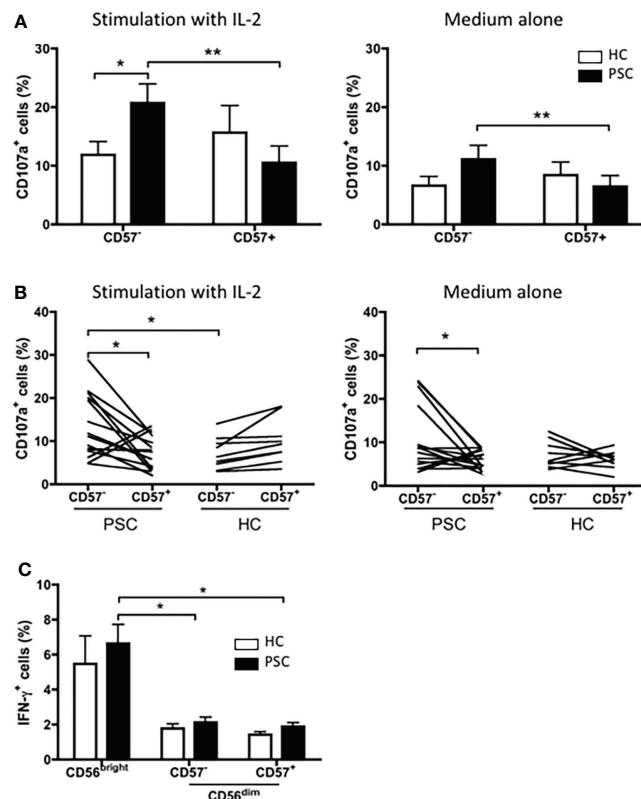 A
Stimulation with IL-2
Medium alone
CD107a⁺ cells (%)
30
20
10
0
*
**
CD57⁻
CD57+
CD107a⁺ cells (%)
30
20
10
0
**
HC
PSC
CD57⁻
CD57+
B
Stimulation with IL-2
Medium alone
CD107a⁺ cells (%)
40
30
20
10
0
*
*
CD57⁻ CD57⁺ CD57⁻ CD57⁺
PSC HC
CD107a⁺ cells (%)
40
30
20
10
0
*
CD57⁻ CD57⁺ CD57⁻ CD57⁺
PSC HC
C
IFN-γ⁺ cells (%)
10
8
6
4
2
0
*
*
HC
PSC
CD56bright CD57⁻ CD57⁺
CD56dim